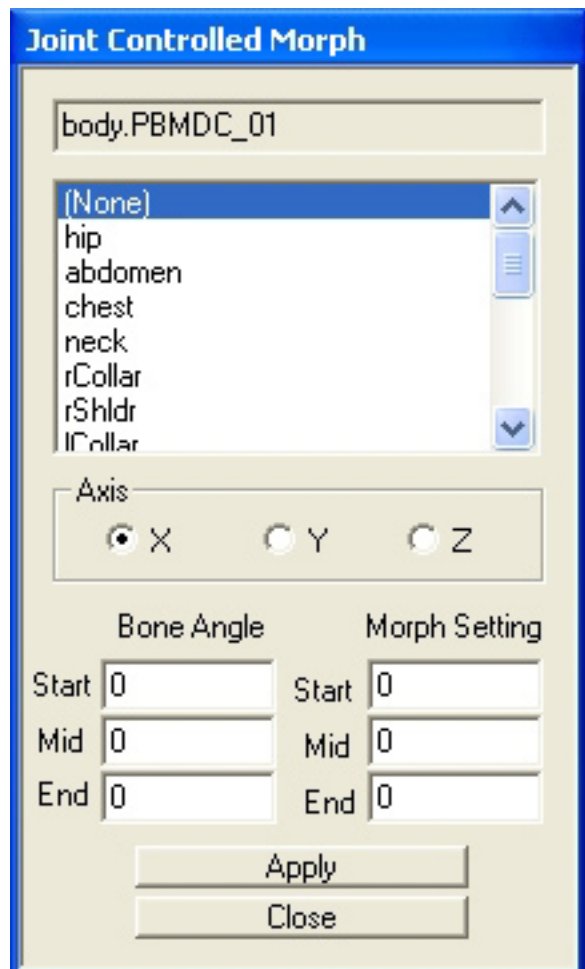 Joint Controlled Morph
body.PBMDC_01
(None)
hip
abdomen
chest
neck
rCollar
rShldr
lCollar
Axis
X Y Z
Bone Angle Morph Setting
Start 0 Start 0
Mid 0 Mid 0
End 0 End 0
Apply
Close